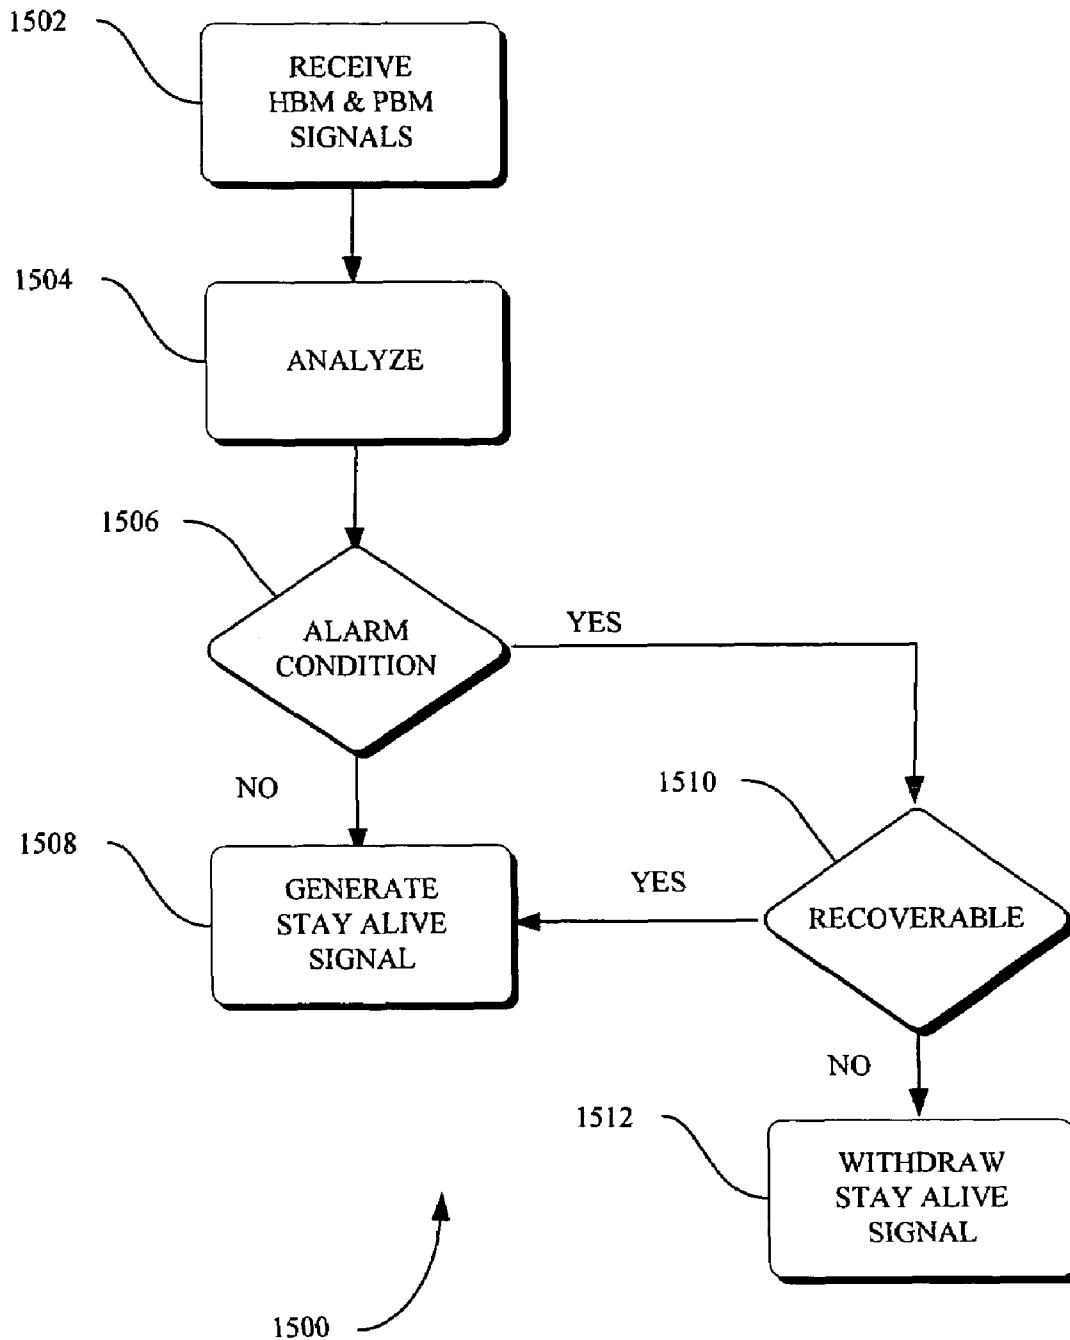 1502
RECEIVE
HBM & PBM
SIGNALS
1504
ANALYZE
1506
ALARM
CONDITION
YES
NO
1510
1508
GENERATE
STAY ALIVE
SIGNAL
YES
RECOVERABLE
NO
1512
WITHDRAW
STAY ALIVE
SIGNAL
1500